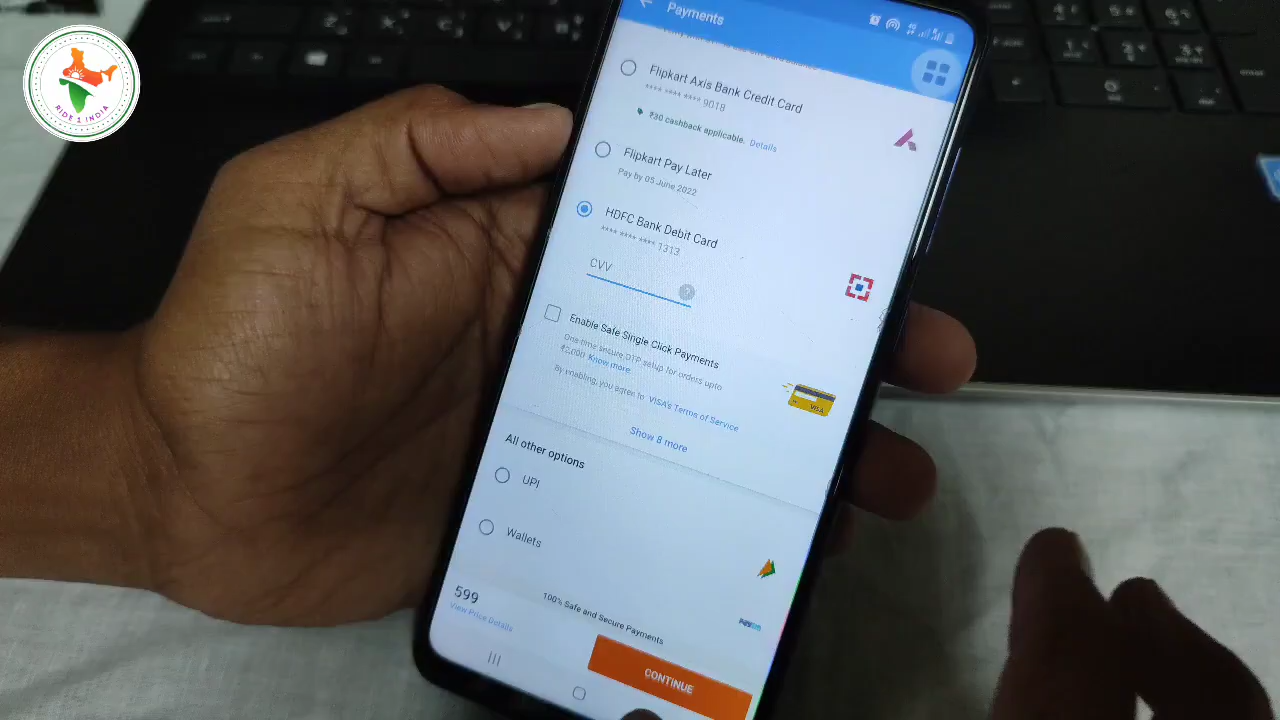 RIDE 1 INDIA
Payments
Flipkart Axis Bank Credit Card
**** **** **** 9018
₹30 cashback applicable. Details
Flipkart Pay Later
Pay by 05 June 2022
HDFC Bank Debit Card
**** **** **** 1313
CVV
?
Enable Safe Single Click Payments
One time secure OTP setup for orders upto
₹2,000 Know more
By enabling, you agree to VISA's Terms of Service
VISA
Show 8 more
All other options
UPI
Wallets
Paytm
599
View Price Details
100% Safe and Secure Payments
CONTINUE